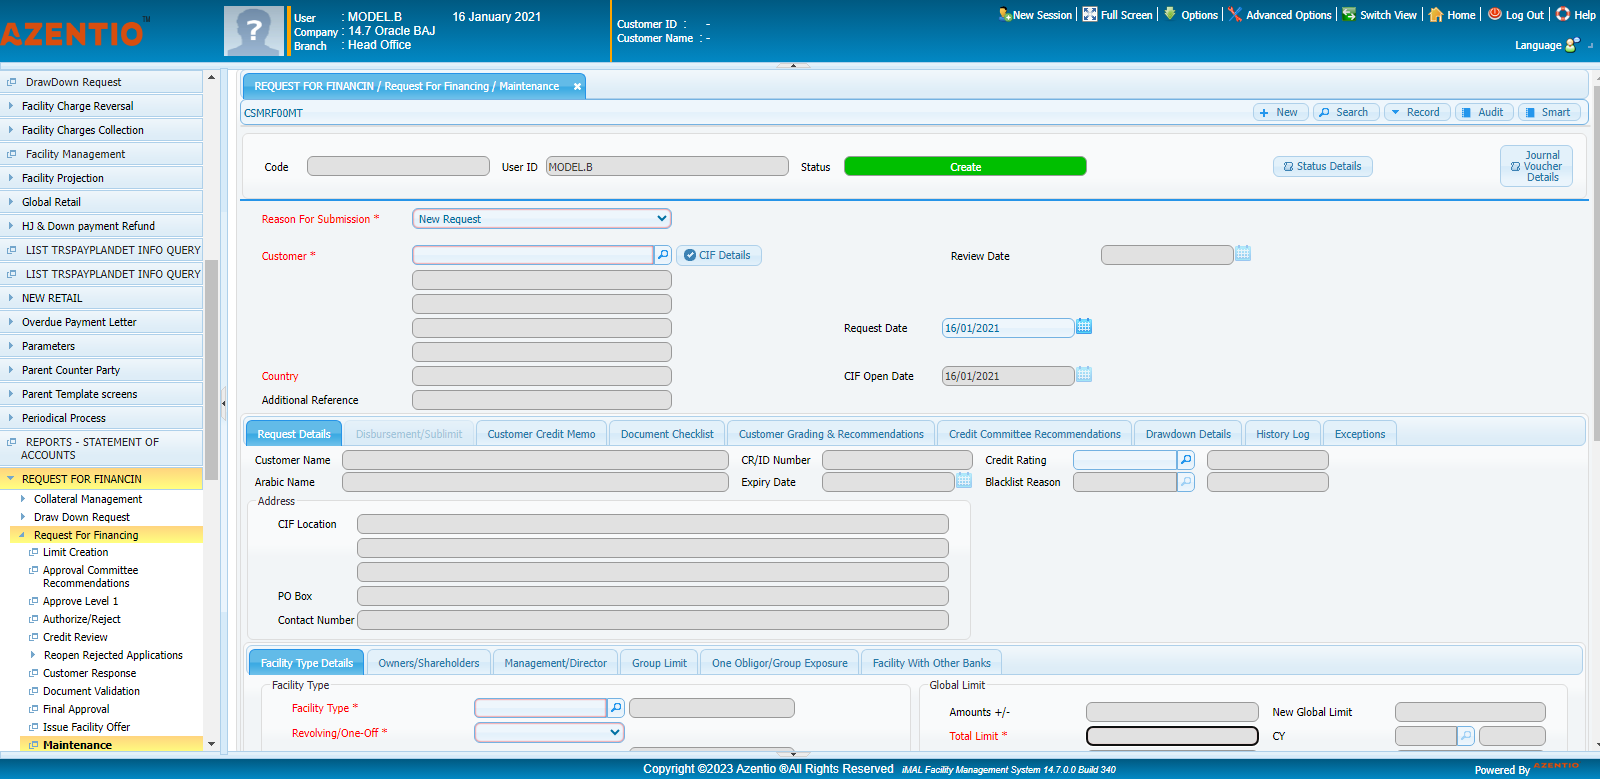 AZENTIO™
?
User : MODEL.B 16 January 2021
Company : 14.7 Oracle BAJ
Branch : Head Office
Customer ID : -
Customer Name : -
New Session | Full Screen | Options | Advanced Options | Switch View | Home | Log Out | Help
Language
DrawDown Request
Facility Charge Reversal
Facility Charges Collection
Facility Management
Facility Projection
Global Retail
HJ & Down payment Refund
LIST TRSPAYPLANDET INFO QUERY
LIST TRSPAYPLANDET INFO QUERY
NEW RETAIL
Overdue Payment Letter
Parameters
Parent Counter Party
Parent Template screens
Periodical Process
REPORTS - STATEMENT OF
ACCOUNTS
REQUEST FOR FINANCIN
Collateral Management
Draw Down Request
Request For Financing
Limit Creation
Approval Committee
Recommendations
Approve Level 1
Authorize/Reject
Credit Review
Reopen Rejected Applications
Customer Response
Document Validation
Final Approval
Issue Facility Offer
Maintenance
REQUEST FOR FINANCIN / Request For Financing / Maintenance
CSMRF00MT
New Search Record Audit Smart
Code User ID MODEL.B Status Create Status Details
Journal
Voucher
Details
Reason For Submission * New Request
Customer * CIF Details Review Date
Request Date 16/01/2021
Country CIF Open Date 16/01/2021
Additional Reference
Request Details Disbursement/Sublimit Customer Credit Memo Document Checklist Customer Grading & Recommendations Credit Committee Recommendations Drawdown Details History Log Exceptions
Customer Name CR/ID Number Credit Rating
Arabic Name Expiry Date Blacklist Reason
Address
CIF Location
PO Box
Contact Number
Facility Type Details Owners/Shareholders Management/Director Group Limit One Obligor/Group Exposure Facility With Other Banks
Facility Type Global Limit
Facility Type * Amounts +/- New Global Limit
Revolving/One-Off * Total Limit * CY
Copyright ©2023 Azentio ®All Rights Reserved iMAL Facility Management System 14.7.0.0 Build 340
Powered By AZENTIO